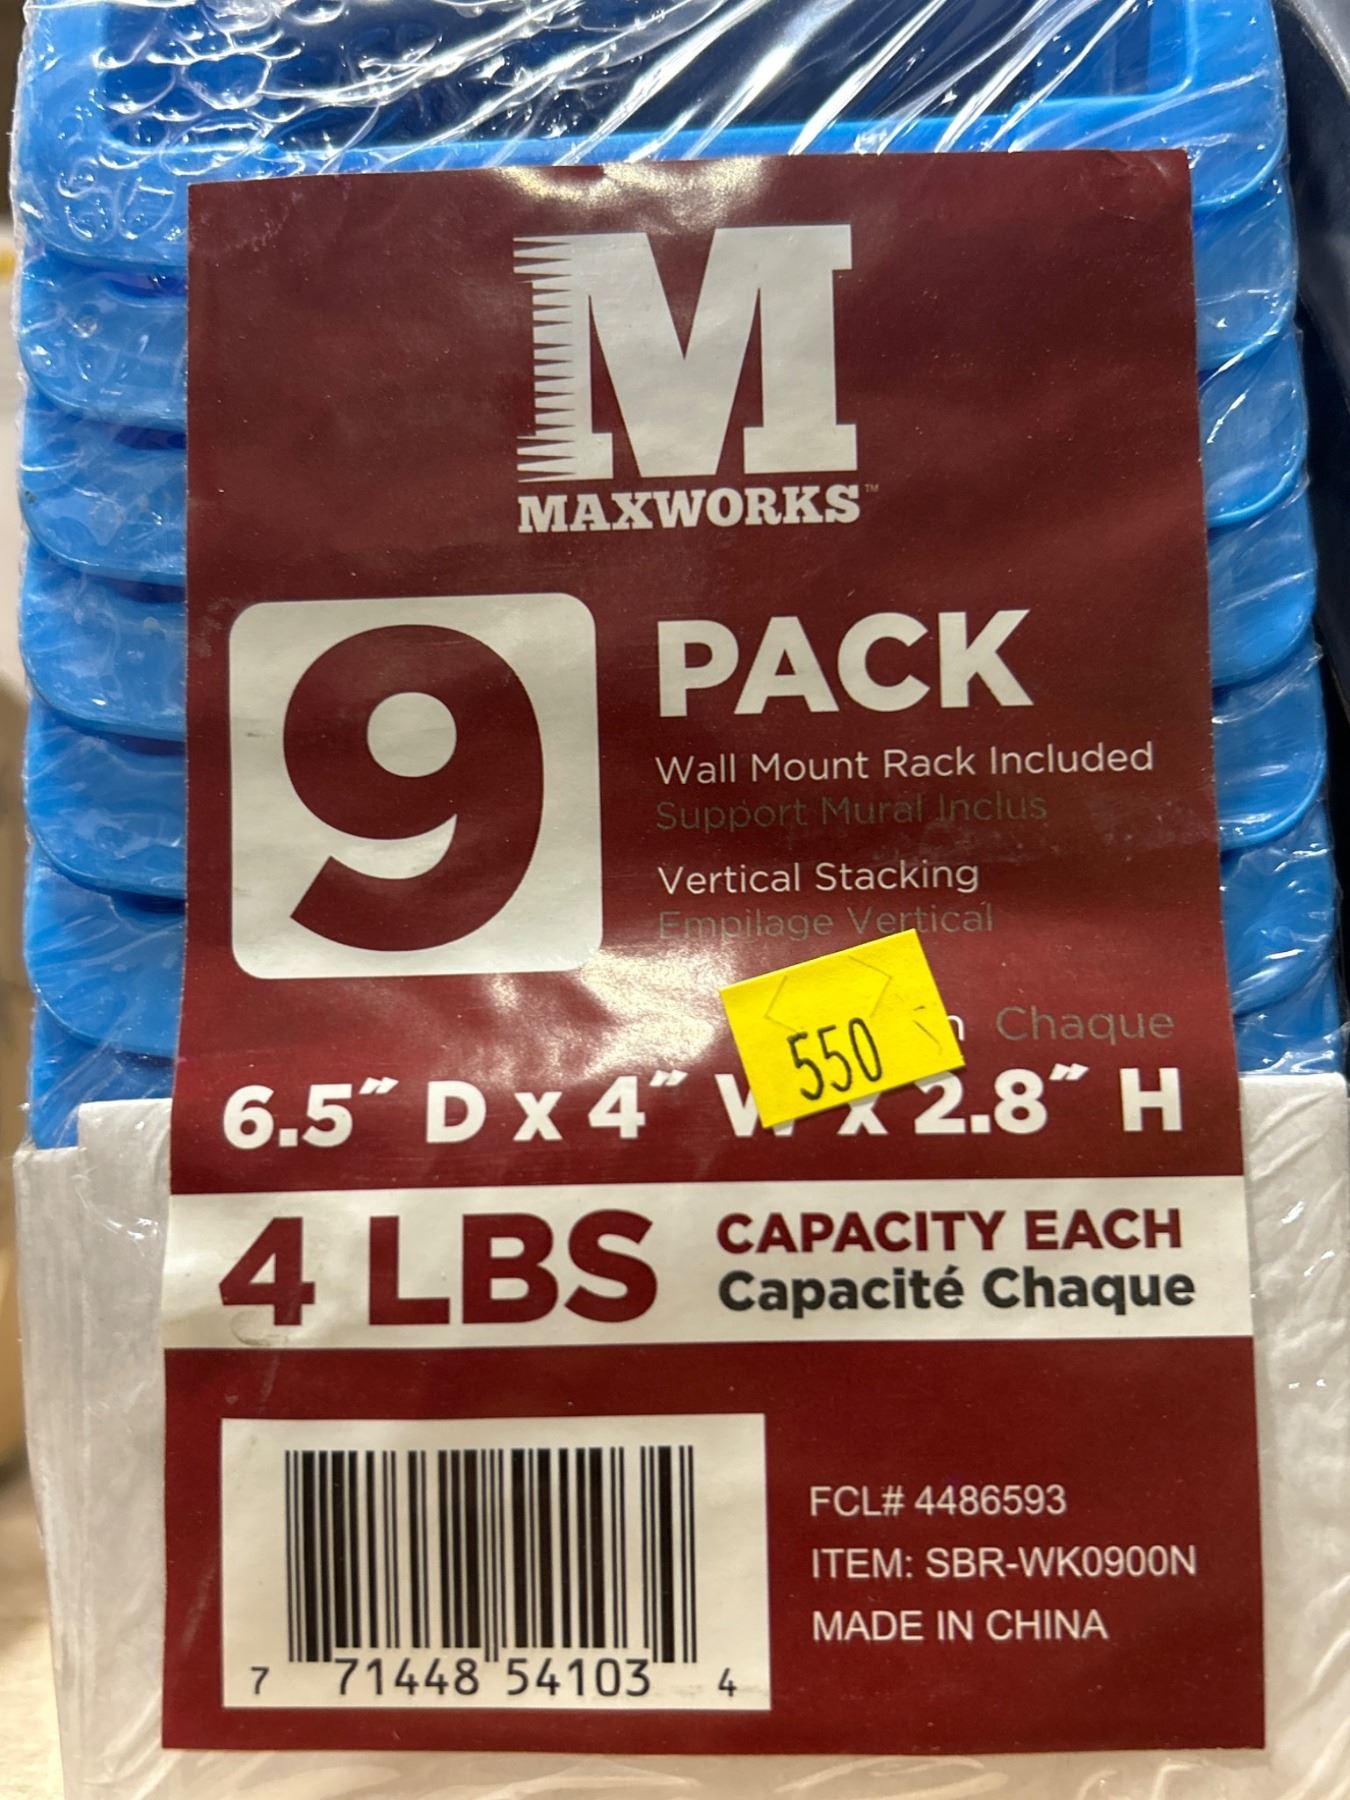 M
MAXWORKS™
9 PACK
Wall Mount Rack Included
Support Mural Inclus
Vertical Stacking
Empilage Vertical
Chaque
550
6.5" D x 4" W x 2.8" H
4 LBS
CAPACITY EACH
Capacité Chaque
FCL# 4486593
ITEM: SBR-WK0900N
MADE IN CHINA
7 71448 54103 4